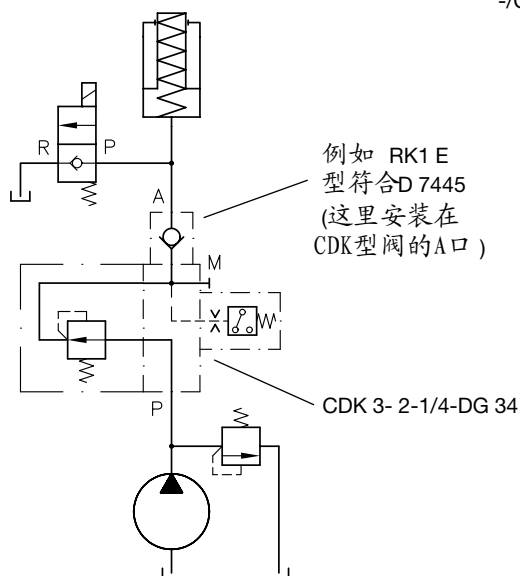 -/C
R
P
A
例如 RK1 E
型符合D 7445
(这里安装在
CDK型阀的A口 )
M
CDK 3- 2-1/4-DG 34
P